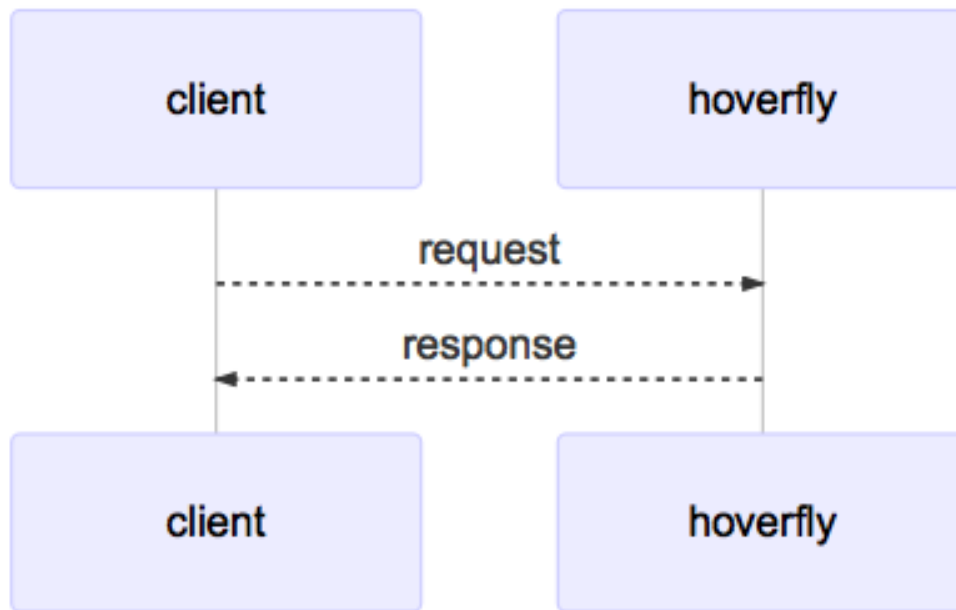 client
hoverfly
request
response
client
hoverfly